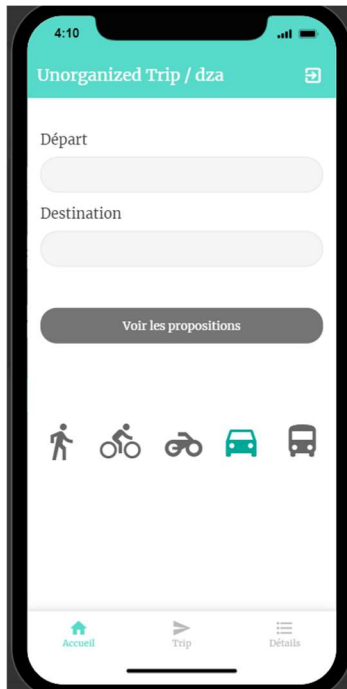 4:10
Unorganized Trip / dza
Départ
Destination
Voir les propositions
Accueil
Trip
Détails